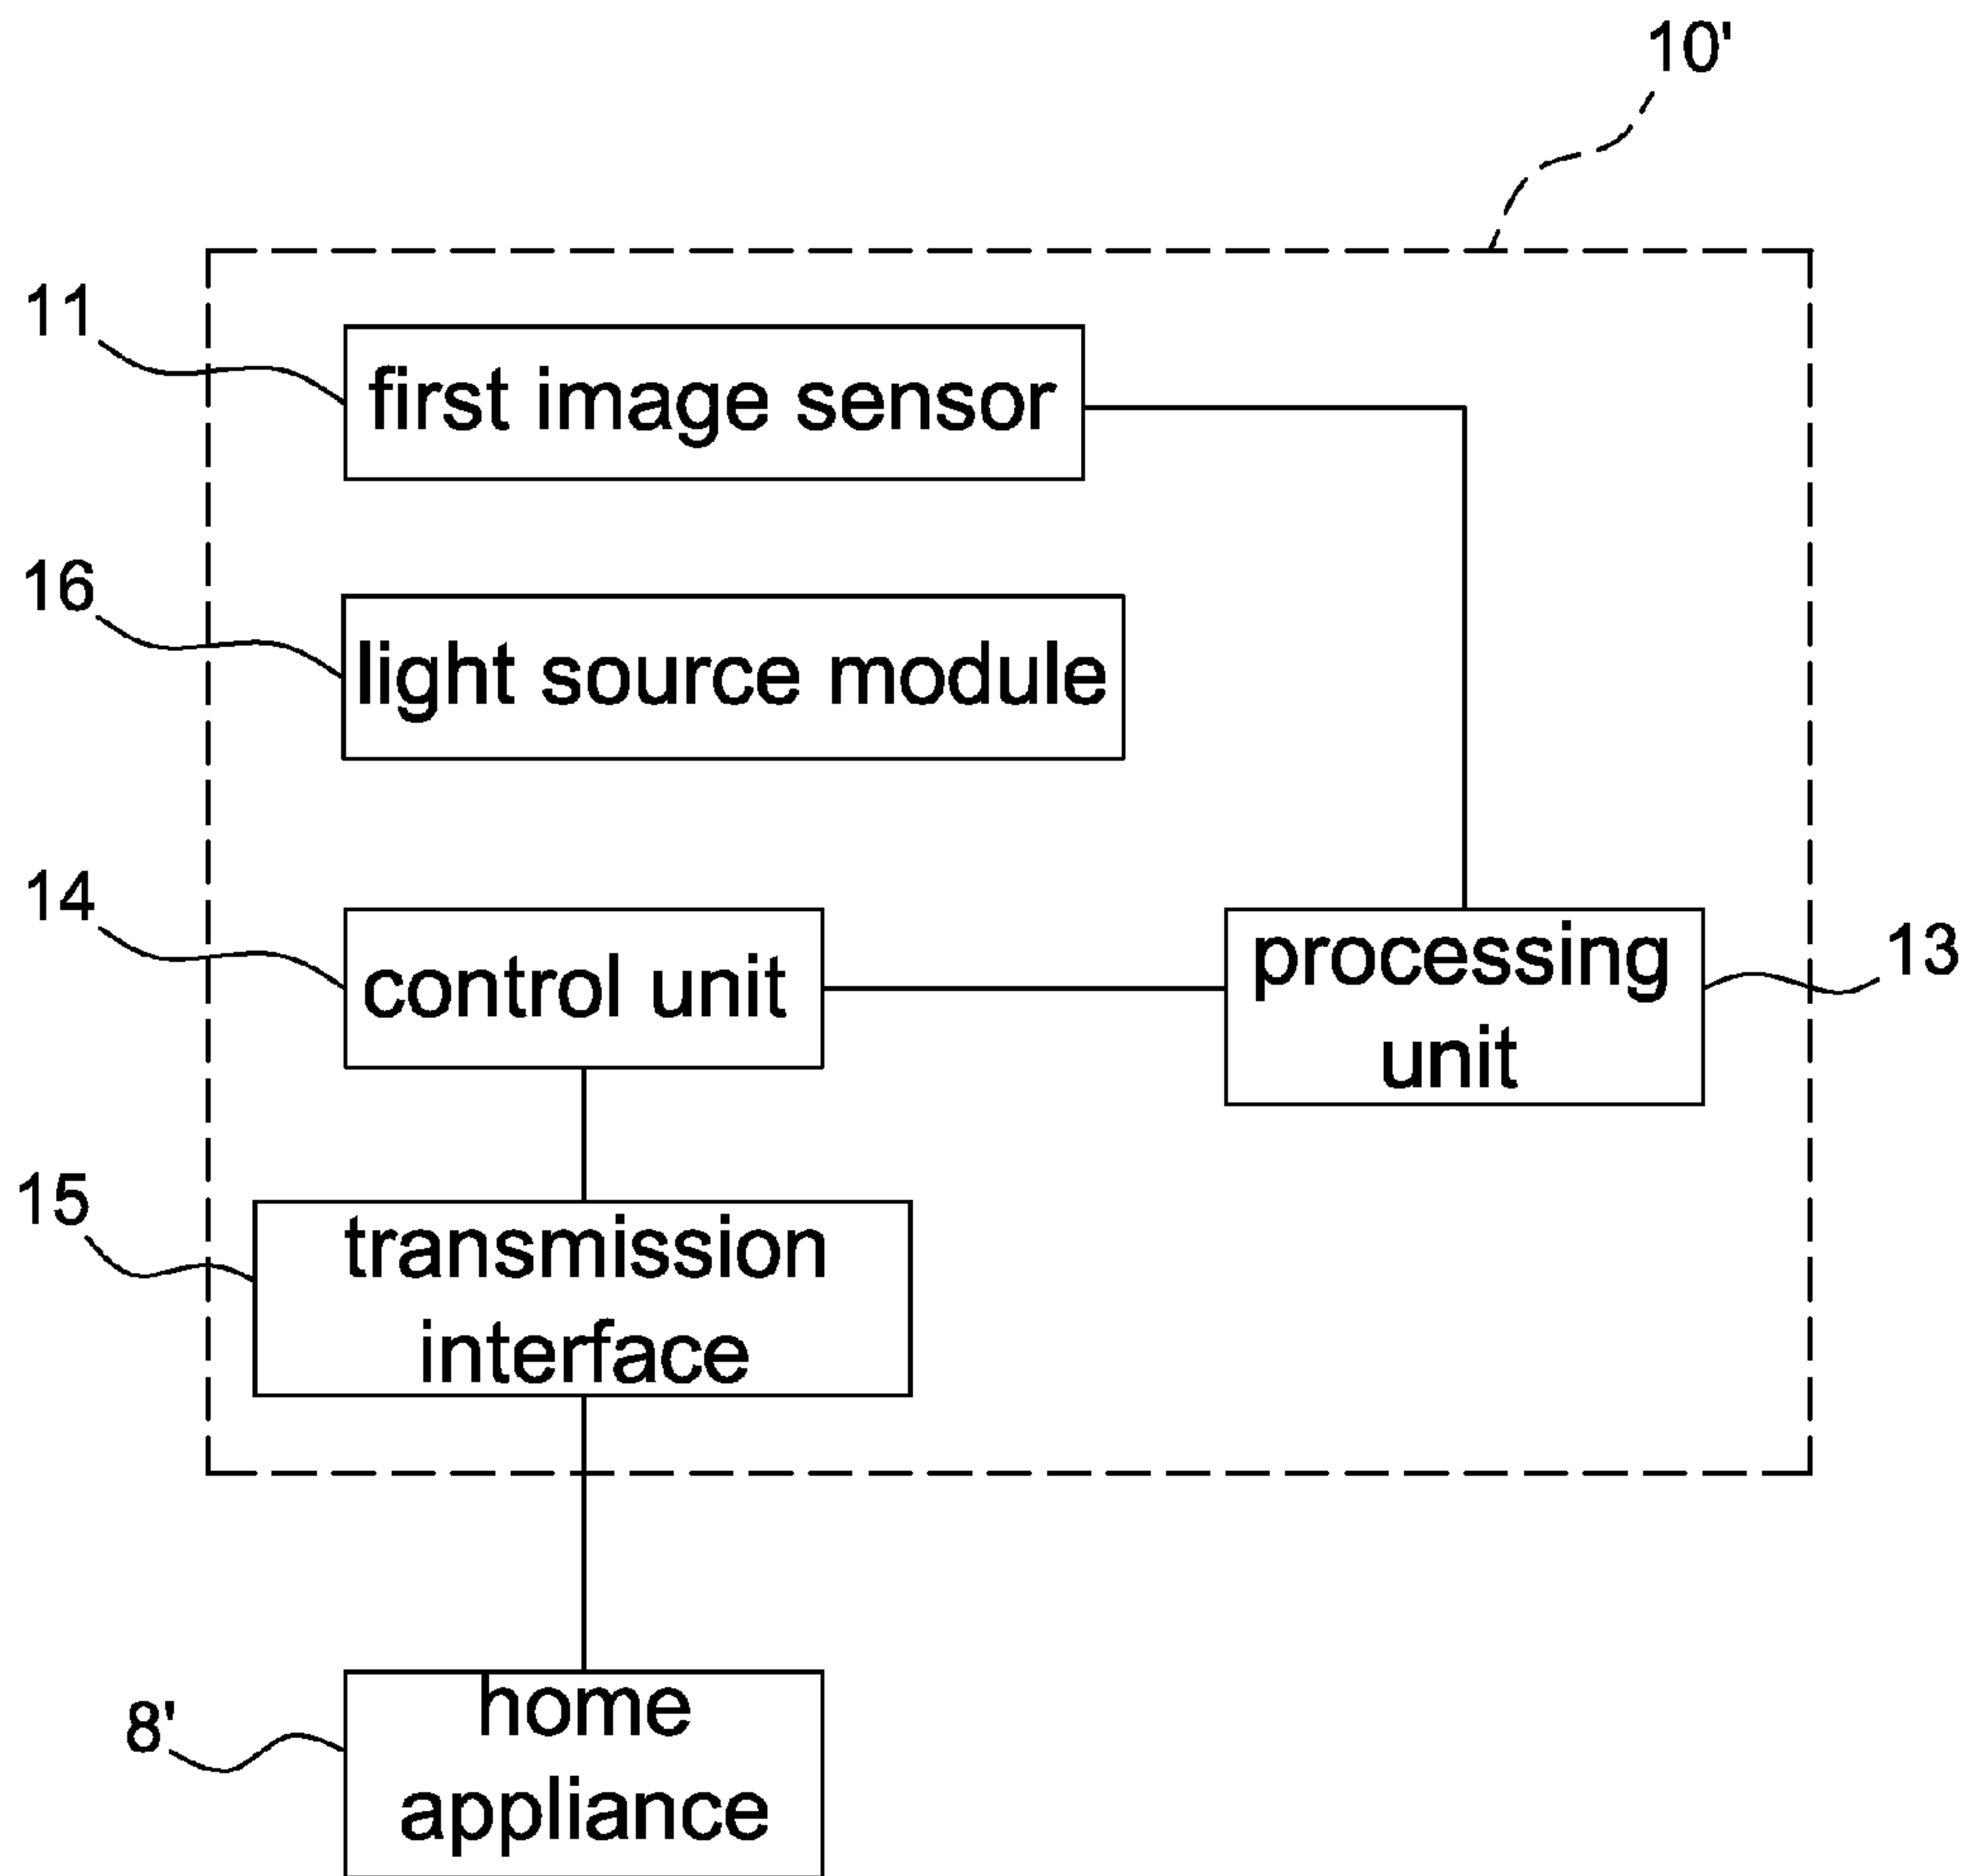 10'
11
first image sensor
16
light source module
14
control unit
processing
unit
13
15
transmission
interface
8'
home
appliance